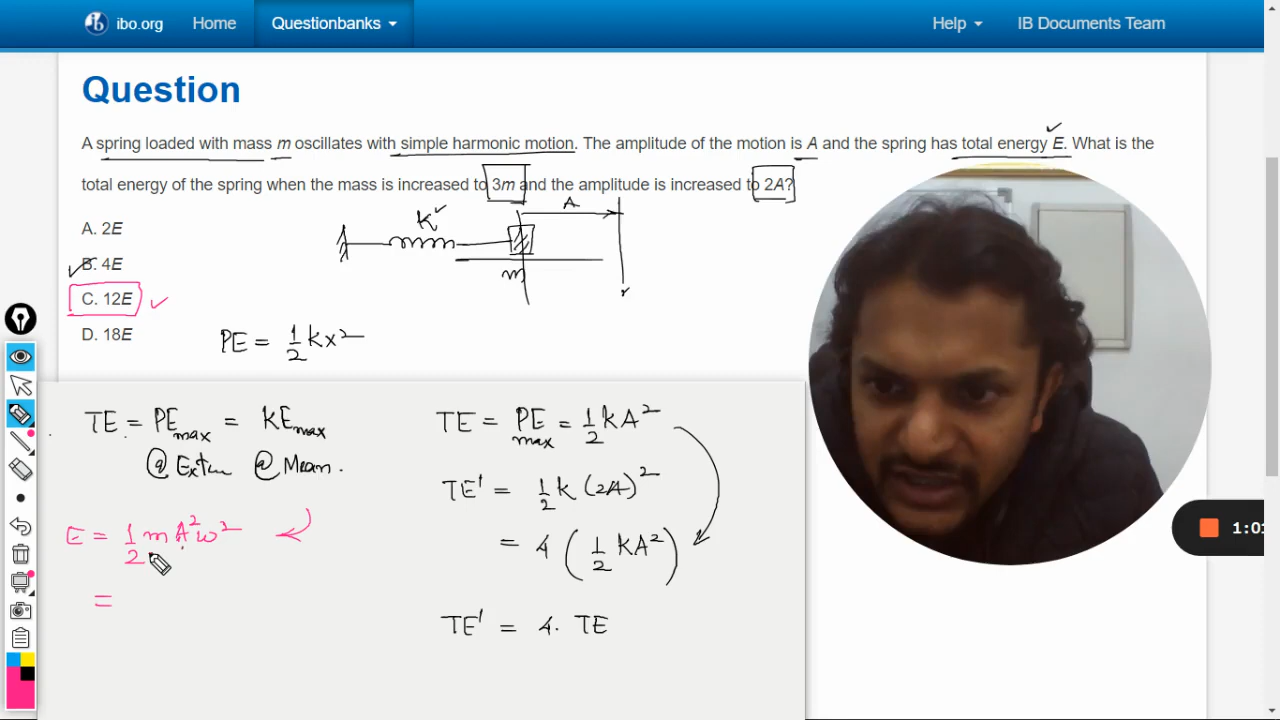 ibo.org Home Questionbanks Help IB Documents Team
Question
A spring loaded with mass m oscillates with simple harmonic motion. The amplitude of the motion is A and the spring has total energy E. What is the
total energy of the spring when the mass is increased to 3m and the amplitude is increased to 2A?
A. 2E
B. 4E
C. 12E
D. 18E
K
A
m
PE = 1/2 kx²
TE = PEmax = KEmax
@ Extm @ Mean.
E = 1/2 m A² ω²
=
TE = PEmax = 1/2 kA²
TE' = 1/2 k (2A)²
= 4 (1/2 kA²)
TE' = 4. TE
1:01